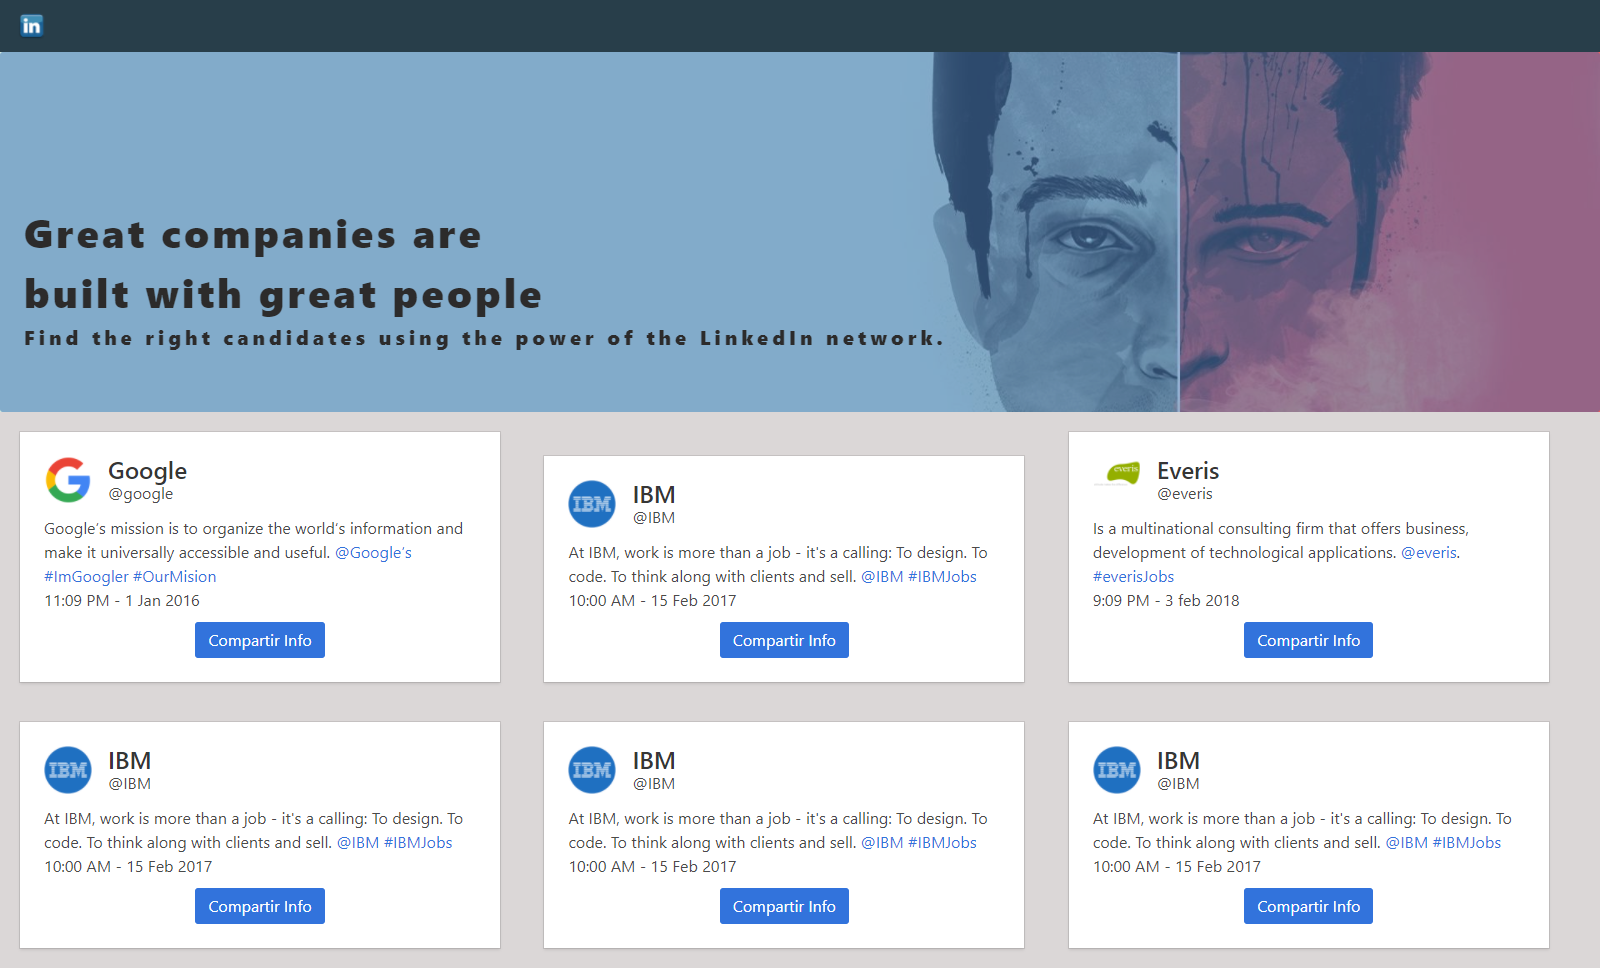 in
Great companies are
built with great people
Find the right candidates using the power of the LinkedIn network.
Google
@google
Google’s mission is to organize the world’s information and
make it universally accessible and useful. @Google’s
#ImGoogler #OurMision
11:09 PM - 1 Jan 2016
Compartir Info
IBM
IBM
@IBM
At IBM, work is more than a job - it's a calling: To design. To
code. To think along with clients and sell. @IBM #IBMJobs
10:00 AM - 15 Feb 2017
Compartir Info
everis
Everis
@everis
Is a multinational consulting firm that offers business,
development of technological applications. @everis.
#everisJobs
9:09 PM - 3 feb 2018
Compartir Info
IBM
IBM
@IBM
At IBM, work is more than a job - it's a calling: To design. To
code. To think along with clients and sell. @IBM #IBMJobs
10:00 AM - 15 Feb 2017
Compartir Info
IBM
IBM
@IBM
At IBM, work is more than a job - it's a calling: To design. To
code. To think along with clients and sell. @IBM #IBMJobs
10:00 AM - 15 Feb 2017
Compartir Info
IBM
IBM
@IBM
At IBM, work is more than a job - it's a calling: To design. To
code. To think along with clients and sell. @IBM #IBMJobs
10:00 AM - 15 Feb 2017
Compartir Info